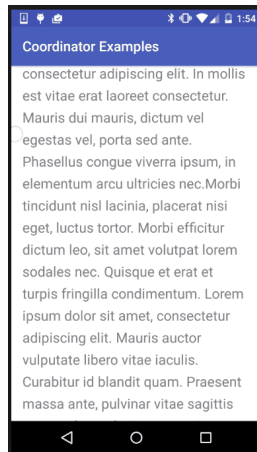 1:54
Coordinator Examples
consectetur adipiscing elit. In mollis
est vitae erat laoreet consectetur.
Mauris dui mauris, dictum vel
egestas vel, porta sed ante.
Phasellus congue viverra ipsum, in
elementum arcu ultricies nec.Morbi
tincidunt nisl lacinia, placerat nisi
eget, luctus tortor. Morbi efficitur
dictum leo, sit amet volutpat lorem
sodales nec. Quisque et erat et
turpis fringilla condimentum. Lorem
ipsum dolor sit amet, consectetur
adipiscing elit. Mauris auctor
vulputate libero vitae iaculis.
Curabitur id blandit quam. Praesent
massa ante, pulvinar vitae sagittis